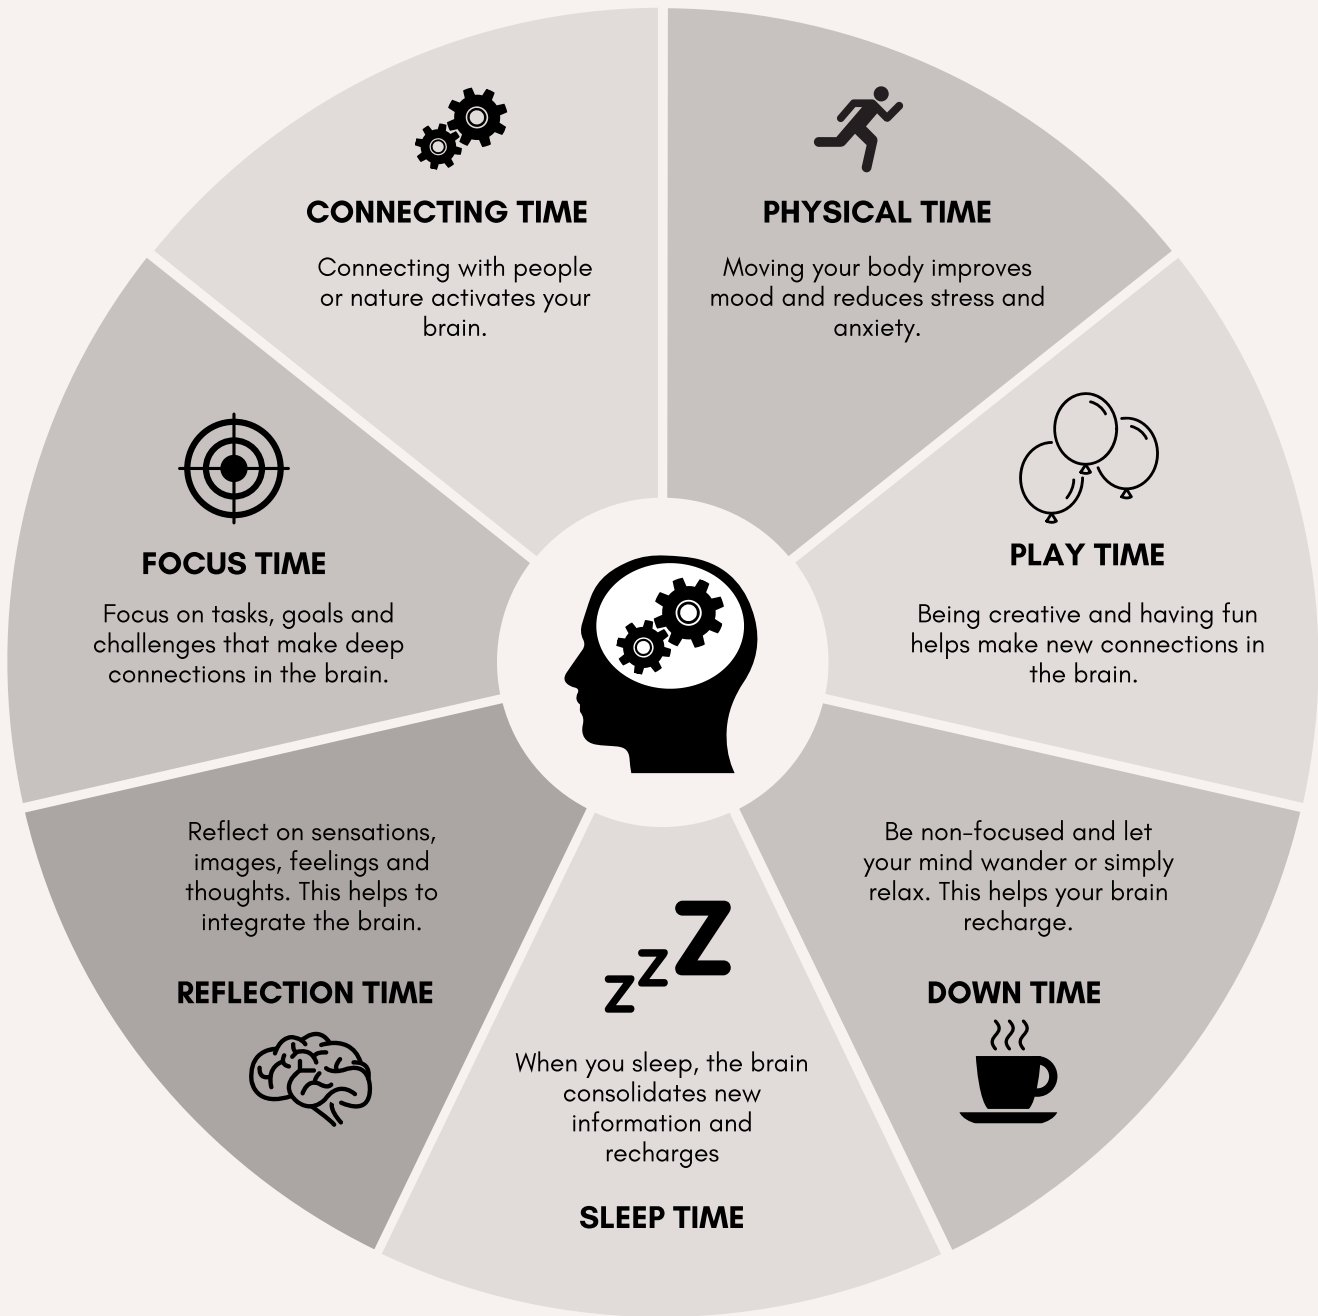 CONNECTING TIME
Connecting with people
or nature activates your
brain.
PHYSICAL TIME
Moving your body improves
mood and reduces stress and
anxiety.
PLAY TIME
Being creative and having fun
helps make new connections in
the brain.
Be non-focused and let
your mind wander or simply
relax. This helps your brain
recharge.
DOWN TIME
z z Z
When you sleep, the brain
consolidates new
information and
recharges
SLEEP TIME
Reflect on sensations,
images, feelings and
thoughts. This helps to
integrate the brain.
REFLECTION TIME
FOCUS TIME
Focus on tasks, goals and
challenges that make deep
connections in the brain.